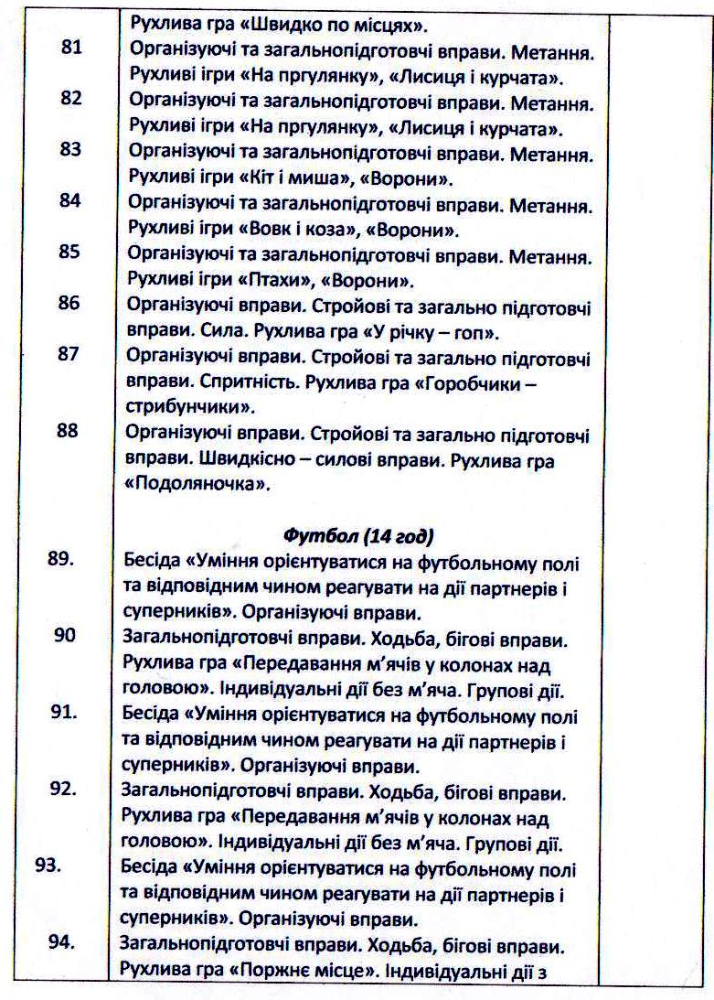 Рухлива гра «Швидко по місцях».
81 Організуючі та загальнопідготовчі вправи. Метання.
Рухливі ігри «На пргулянку», «Лисиця і курчата».
82 Організуючі та загальнопідготовчі вправи. Метання.
Рухливі ігри «На пргулянку», «Лисиця і курчата».
83 Організуючі та загальнопідготовчі вправи. Метання.
Рухливі ігри «Кіт і миша», «Ворони».
84 Організуючі та загальнопідготовчі вправи. Метання.
Рухливі ігри «Вовк і коза», «Ворони».
85 Організуючі та загальнопідготовчі вправи. Метання.
Рухливі ігри «Птахи», «Ворони».
86 Організуючі вправи. Стройові та загально підготовчі
вправи. Сила. Рухлива гра «У річку – гоп».
87 Організуючі вправи. Стройові та загально підготовчі
вправи. Спритність. Рухлива гра «Горобчики –
стрибунчики».
88 Організуючі вправи. Стройові та загально підготовчі
вправи. Швидкісно – силові вправи. Рухлива гра
«Подоляночка».
Футбол (14 год)
89. Бесіда «Уміння орієнтуватися на футбольному полі
та відповідним чином реагувати на дії партнерів і
суперників». Організуючі вправи.
90 Загальнопідготовчі вправи. Ходьба, бігові вправи.
Рухлива гра «Передавання м’ячів у колонах над
головою». Індивідуальні дії без м’яча. Групові дії.
91. Бесіда «Уміння орієнтуватися на футбольному полі
та відповідним чином реагувати на дії партнерів і
суперників». Організуючі вправи.
92. Загальнопідготовчі вправи. Ходьба, бігові вправи.
Рухлива гра «Передавання м’ячів у колонах над
головою». Індивідуальні дії без м’яча. Групові дії.
93. Бесіда «Уміння орієнтуватися на футбольному полі
та відповідним чином реагувати на дії партнерів і
суперників». Організуючі вправи.
94. Загальнопідготовчі вправи. Ходьба, бігові вправи.
Рухлива гра «Поржнє місце». Індивідуальні дії з